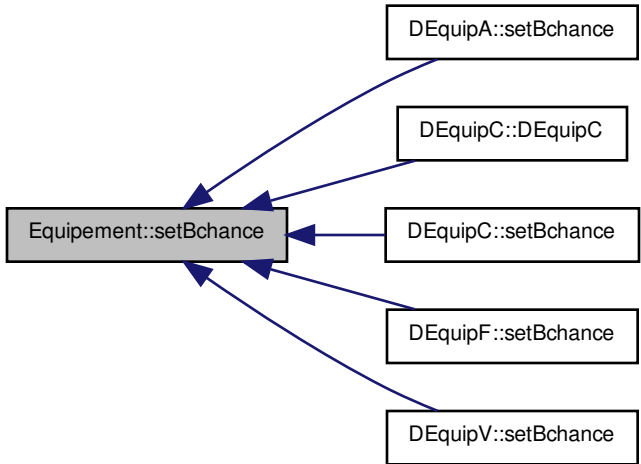 DEquipA::setBchance
DEquipC::DEquipC
Equipement::setBchance
DEquipC::setBchance
DEquipF::setBchance
DEquipV::setBchance